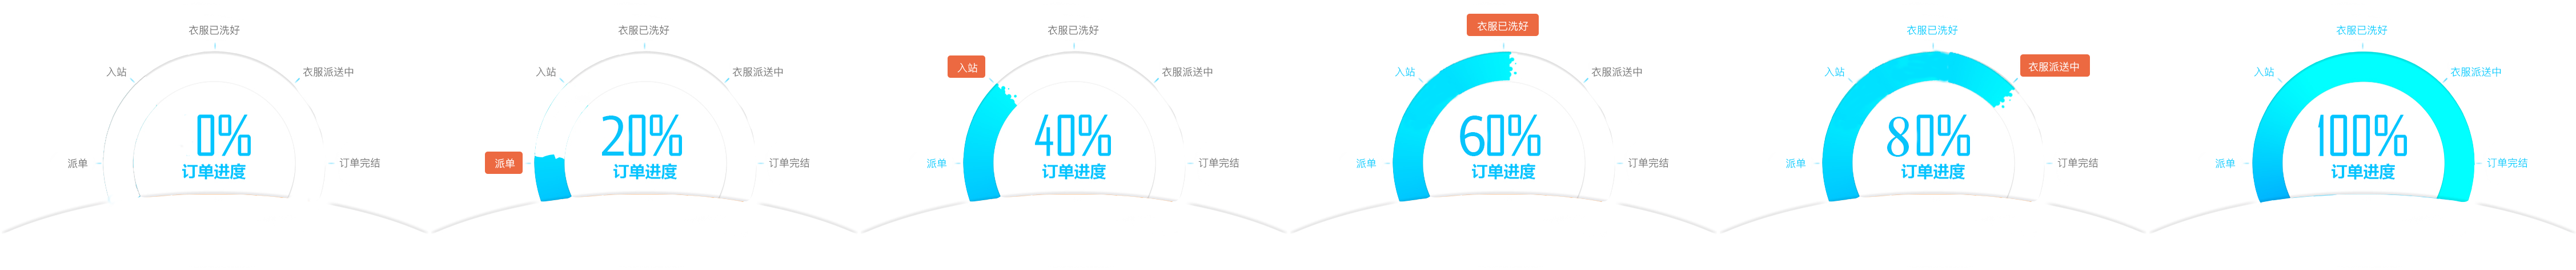 衣服已洗好
入站
衣服派送中
0%
派单
订单进度
订单完结
衣服已洗好
入站
衣服派送中
20%
派单
订单进度
订单完结
衣服已洗好
入站
衣服派送中
40%
派单
订单进度
订单完结
衣服已洗好
入站
衣服派送中
60%
派单
订单进度
订单完结
衣服已洗好
入站
衣服派送中
80%
派单
订单进度
订单完结
衣服已洗好
入站
衣服派送中
100%
派单
订单进度
订单完结